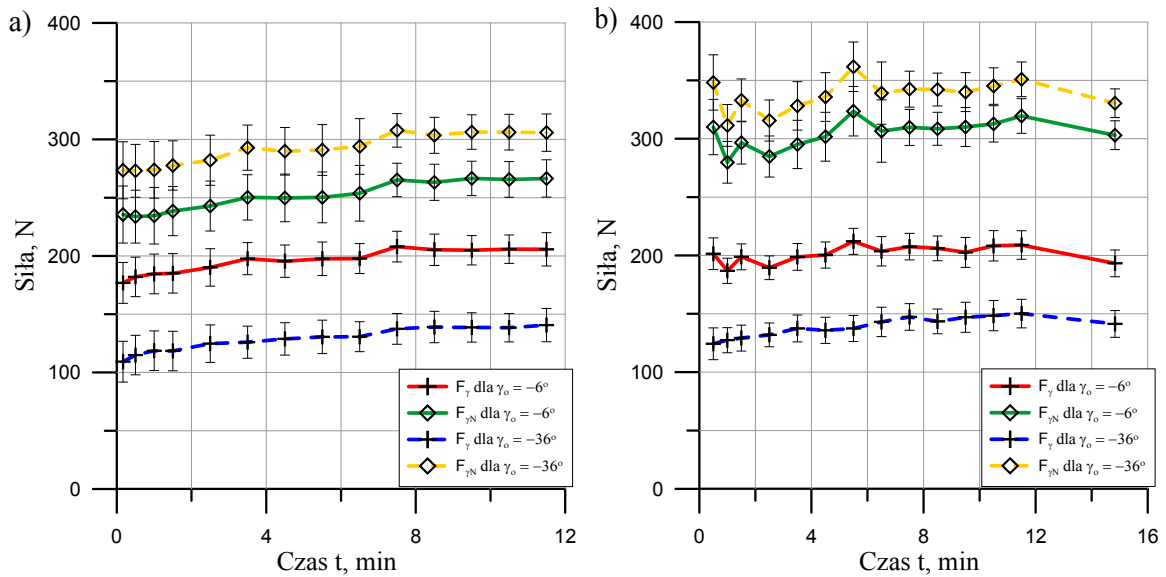 a)
400
300
200
100
0
Siła, N
0
4
8
12
Czas t, min
Fγ dla γo = −6o
FγN dla γo = −6o
Fγ dla γo = −36o
FγN dla γo = −36o
b)
400
300
200
100
0
Siła, N
0
4
8
12
16
Czas t, min
Fγ dla γo = −6o
FγN dla γo = −6o
Fγ dla γo = −36o
FγN dla γo = −36o